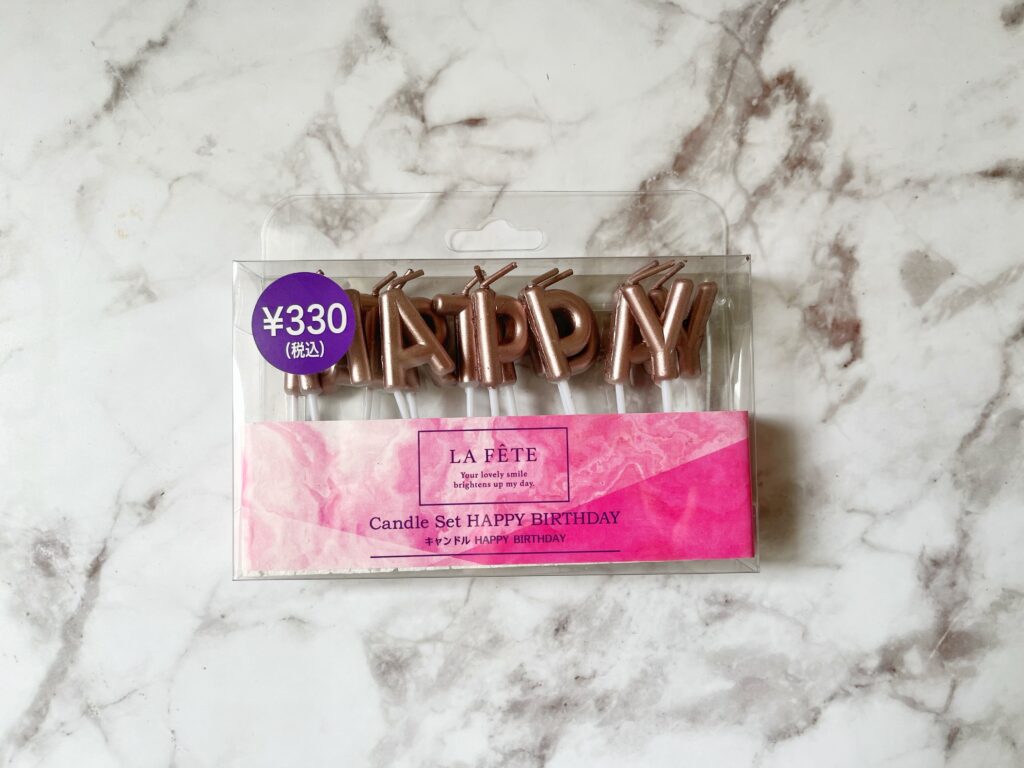 HAPPY
¥330
(税込)
LA FÊTE
Your lovely smile
brightens up my day.
Candle Set HAPPY BIRTHDAY
キャンドル HAPPY BIRTHDAY